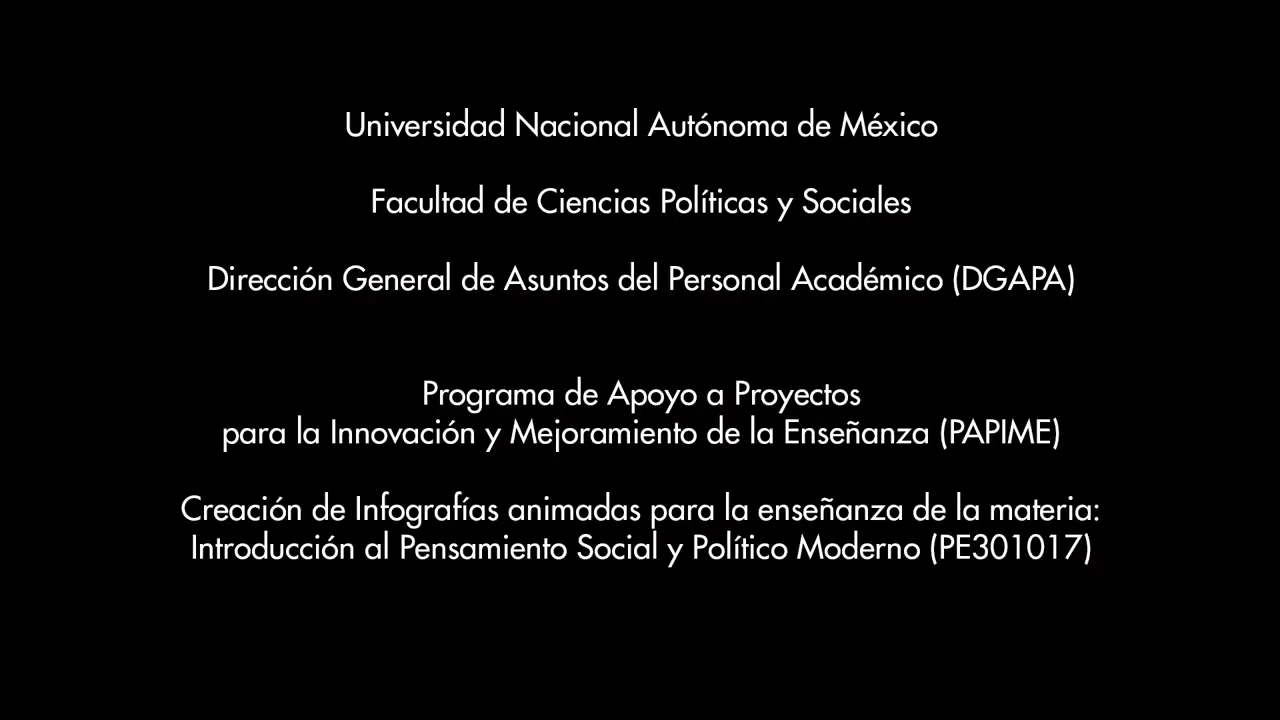 Universidad Nacional Autónoma de México
Facultad de Ciencias Políticas y Sociales
Dirección General de Asuntos del Personal Académico (DGAPA)
Programa de Apoyo a Proyectos
para la Innovación y Mejoramiento de la Enseñanza (PAPIME)
Creación de Infografías animadas para la enseñanza de la materia:
Introducción al Pensamiento Social y Político Moderno (PE301017)